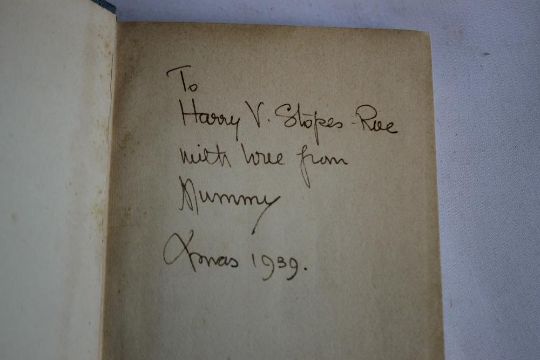 To
Harry V. Stopes-Roe
with love from
Mummy
Xmas 1939.